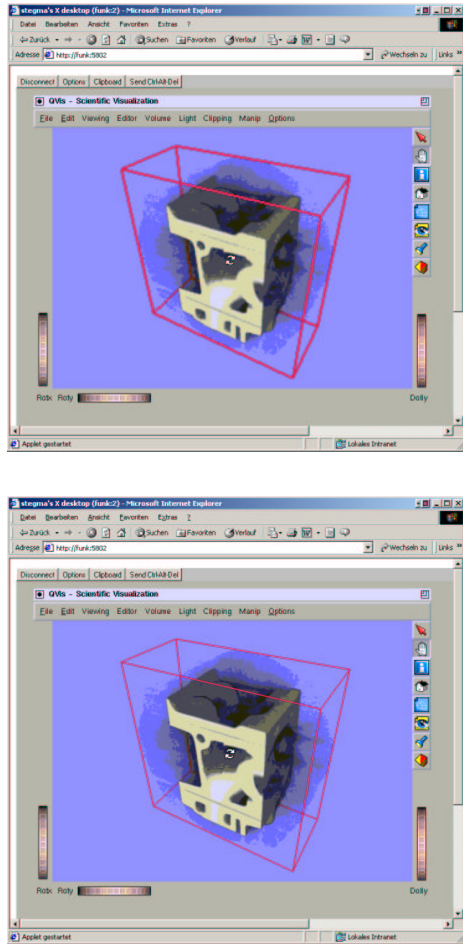 stegma's X desktop (funk:2) - Microsoft Internet Explorer
Datei Bearbeiten Ansicht Favoriten Extras ?
Zurück Suchen Favoriten Verlauf
Adresse http://funk:5802 Wechseln zu Links »
Disconnect Options Clipboard Send Ctrl-Alt-Del
QVis - Scientific Visualization
File Edit Viewing Editor Volume Light Clipping Manip Options
Rotx Roty Dolly
Applet gestartet Lokales Intranet
stegma's X desktop (funk:2) - Microsoft Internet Explorer
Datei Bearbeiten Ansicht Favoriten Extras ?
Zurück Suchen Favoriten Verlauf
Adresse http://funk:5802 Wechseln zu Links »
Disconnect Options Clipboard Send Ctrl-Alt-Del
QVis - Scientific Visualization
File Edit Viewing Editor Volume Light Clipping Manip Options
Rotx Roty Dolly
Applet gestartet Lokales Intranet